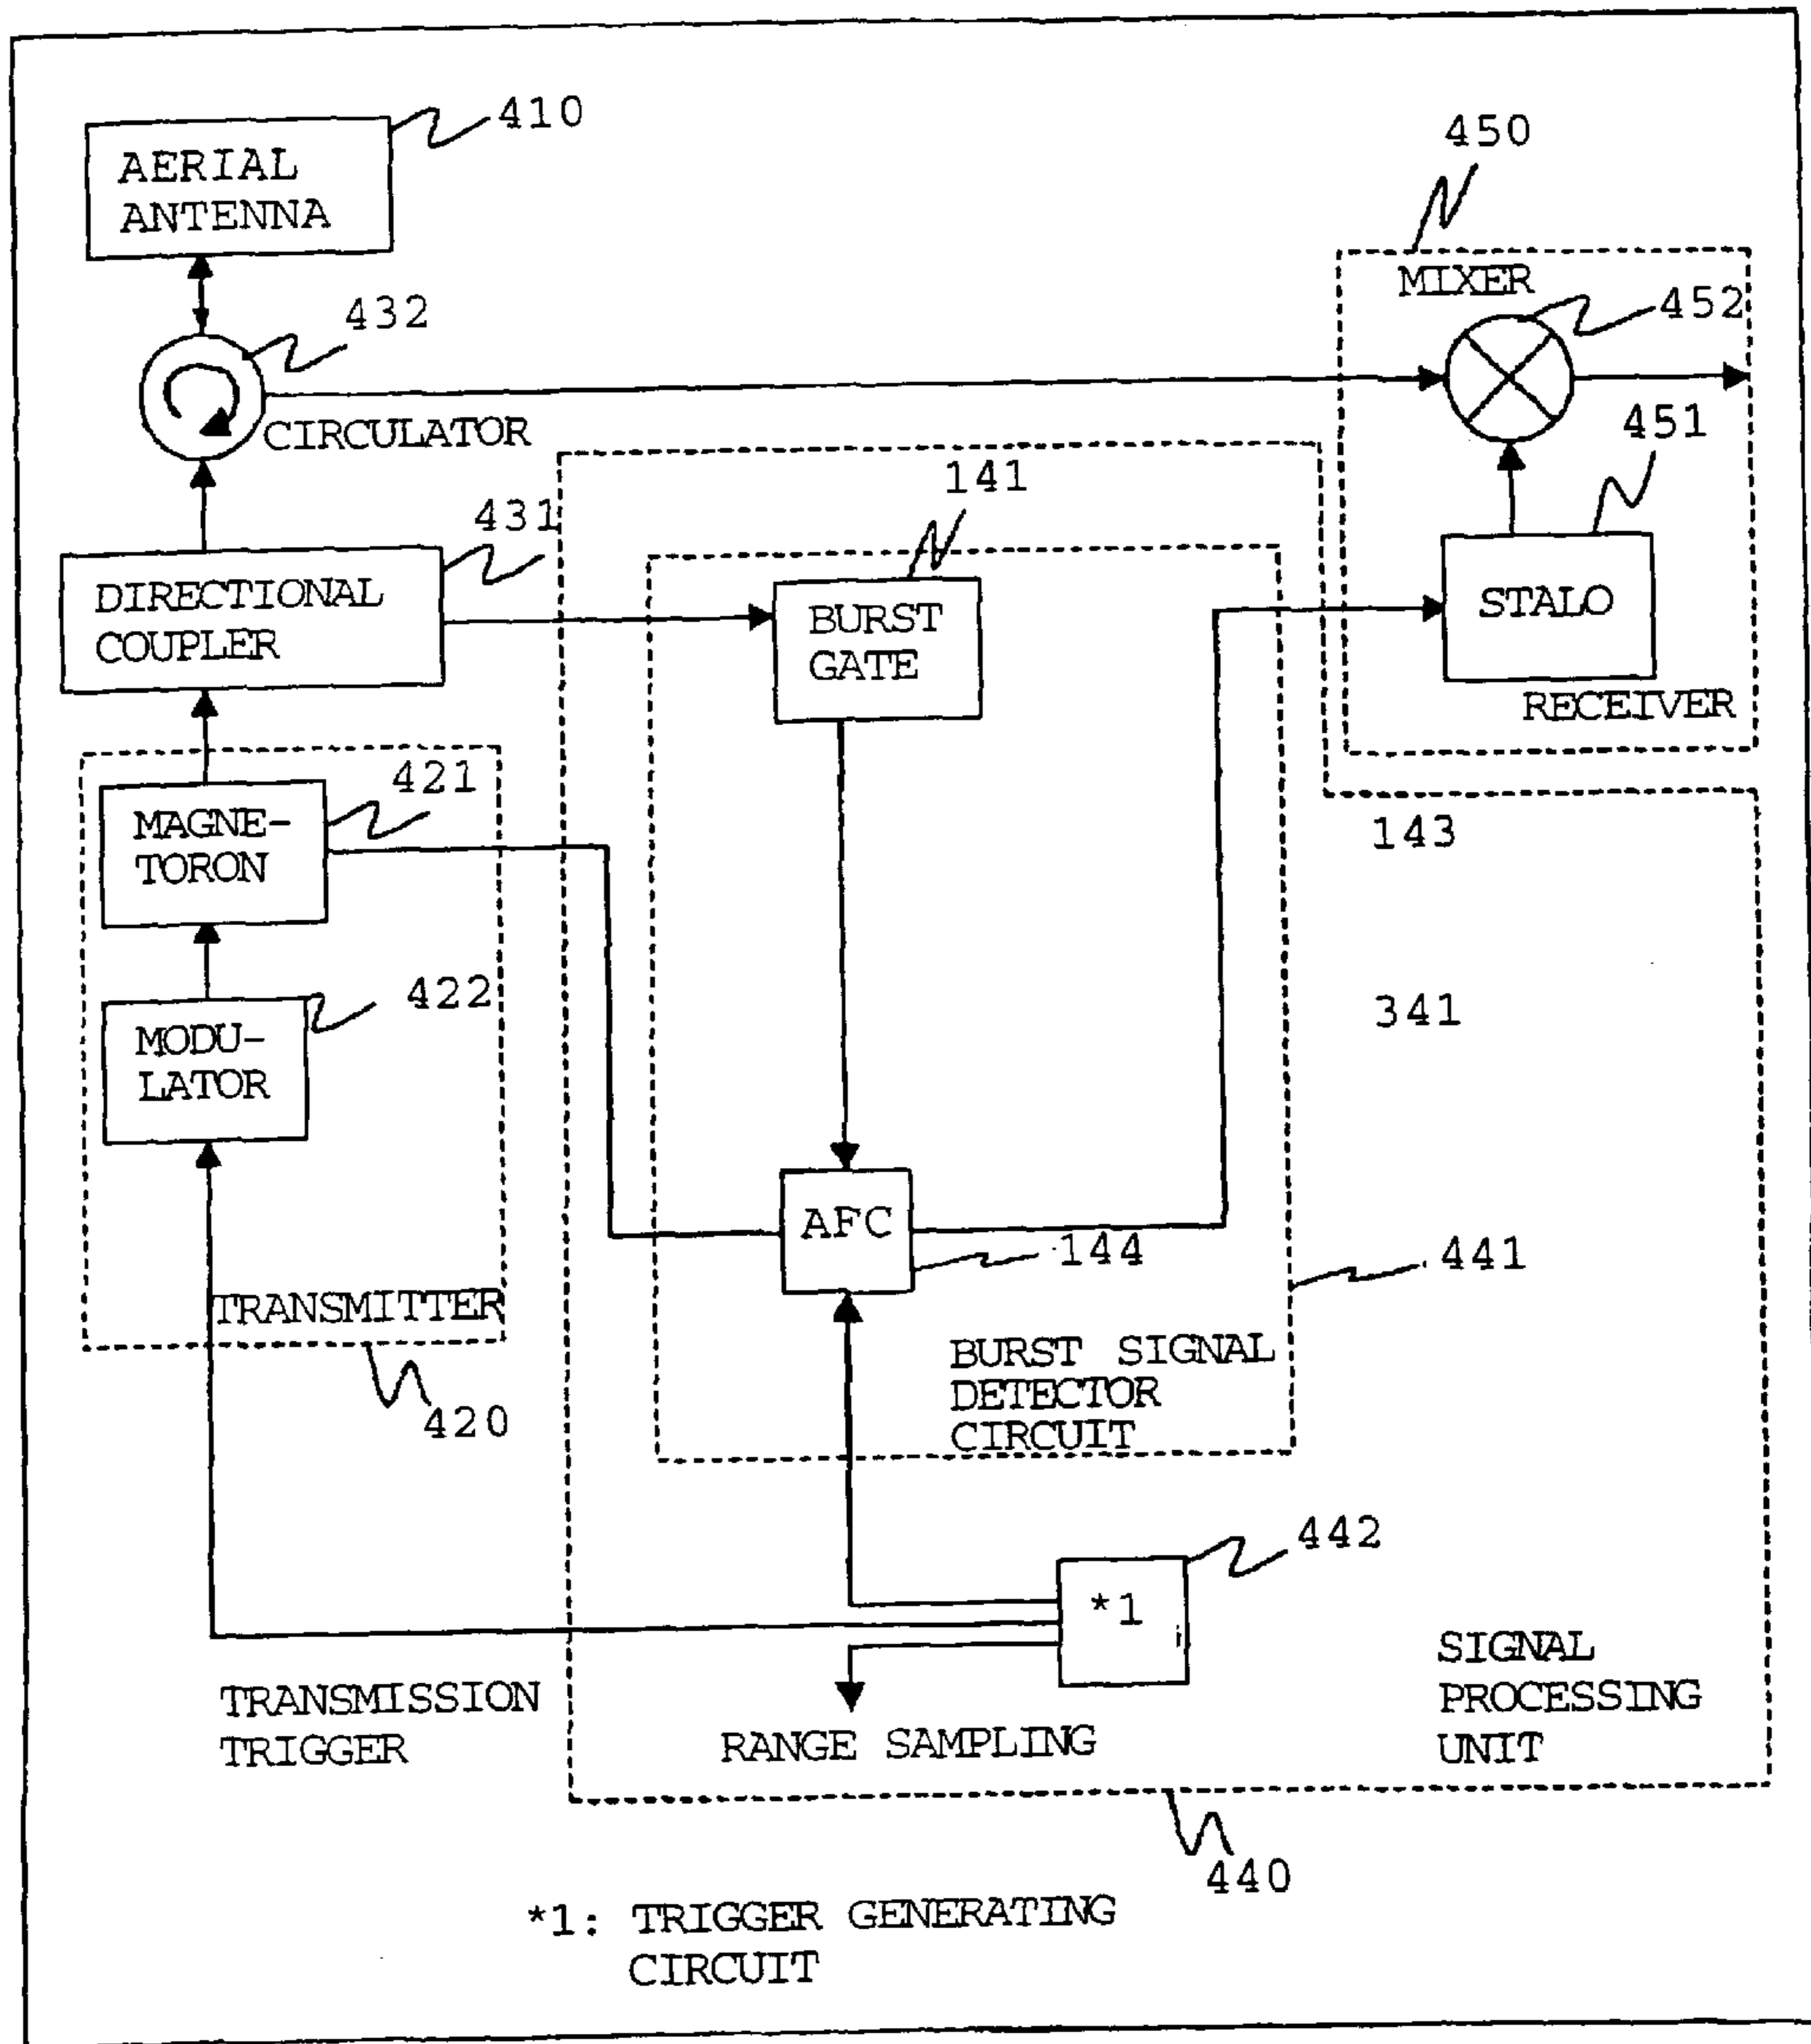 410
AERIAL
ANTENNA
450
MIXER
452
432
CIRCULATOR
451
141
431
DIRECTIONAL
COUPLER
BURST
GATE
STALO
RECEIVER
421
MAGNE-
TORON
143
422
MODU-
LATOR
341
AFC
144
441
TRANSMITTER
BURST SIGNAL
DETECTOR
CIRCUIT
420
442
*1
TRANSMISSION
TRIGGER
RANGE SAMPLING
SIGNAL
PROCESSING
UNIT
440
*1: TRIGGER GENERATING
CIRCUIT